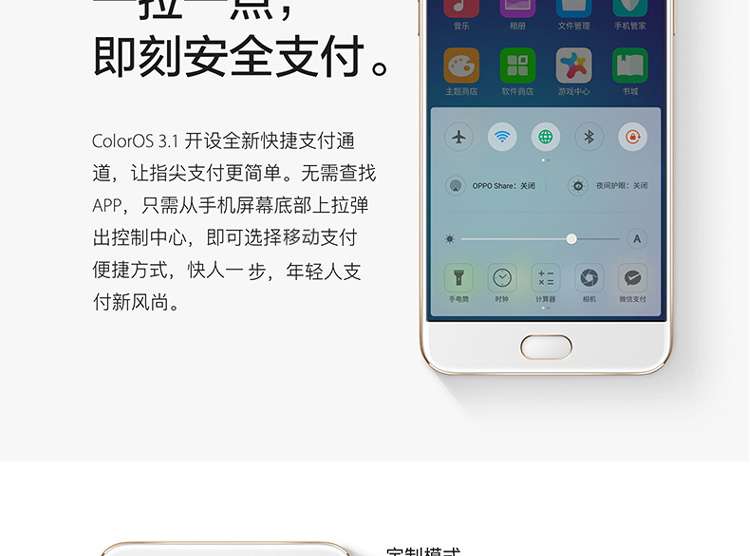 一拉一点，
即刻安全支付。
ColorOS 3.1 开设全新快捷支付通
道，让指尖支付更简单。无需查找
APP，只需从手机屏幕底部上拉弹
出控制中心，即可选择移动支付
便捷方式，快人一步，年轻人支
付新风尚。
音乐 相册 文件管理 手机管家
主题商店 软件商店 游戏中心 书城
OPPO Share：关闭 夜间护眼：关闭
A
手电筒 时钟 计算器 相机 微信支付
定制模式